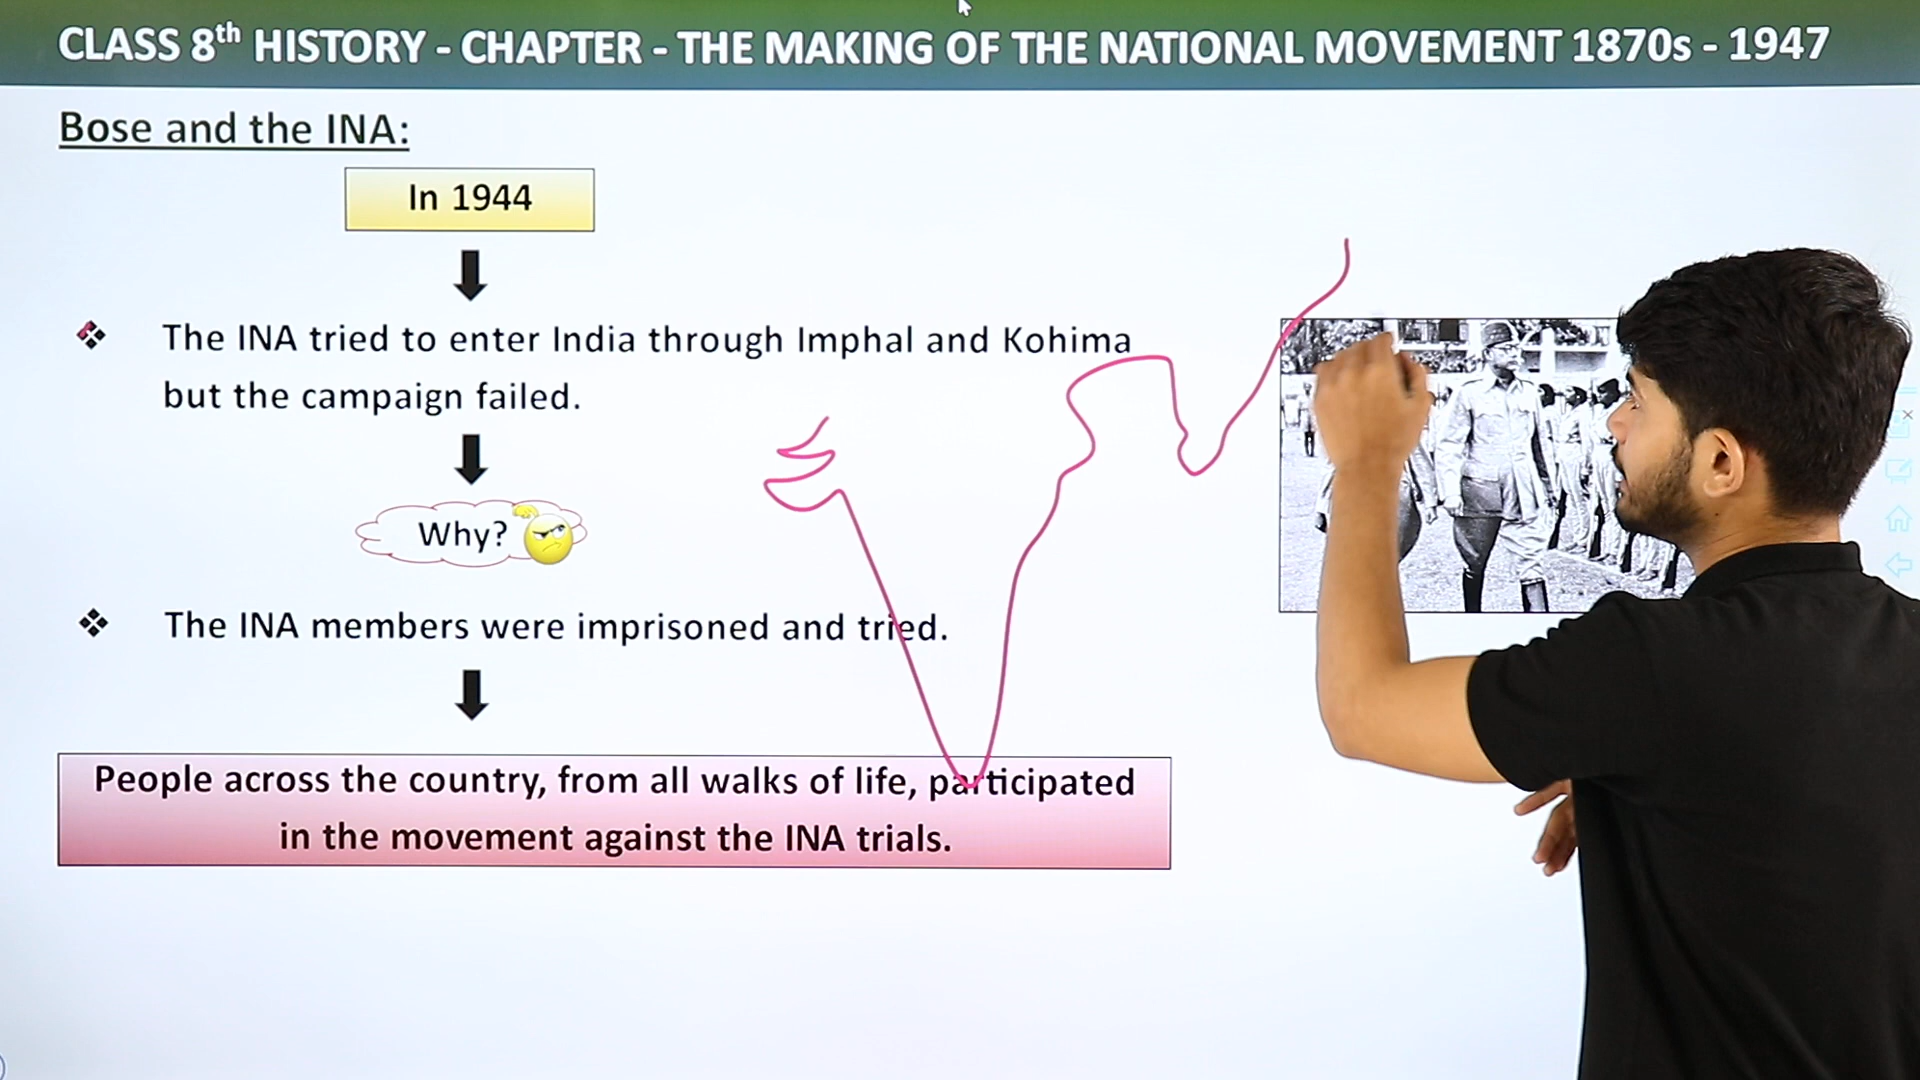 CLASS 8th HISTORY - CHAPTER - THE MAKING OF THE NATIONAL MOVEMENT 1870s - 1947
Bose and the INA:
In 1944
❖ The INA tried to enter India through Imphal and Kohima
but the campaign failed.
Why?
❖ The INA members were imprisoned and tried.
People across the country, from all walks of life, participated
in the movement against the INA trials.